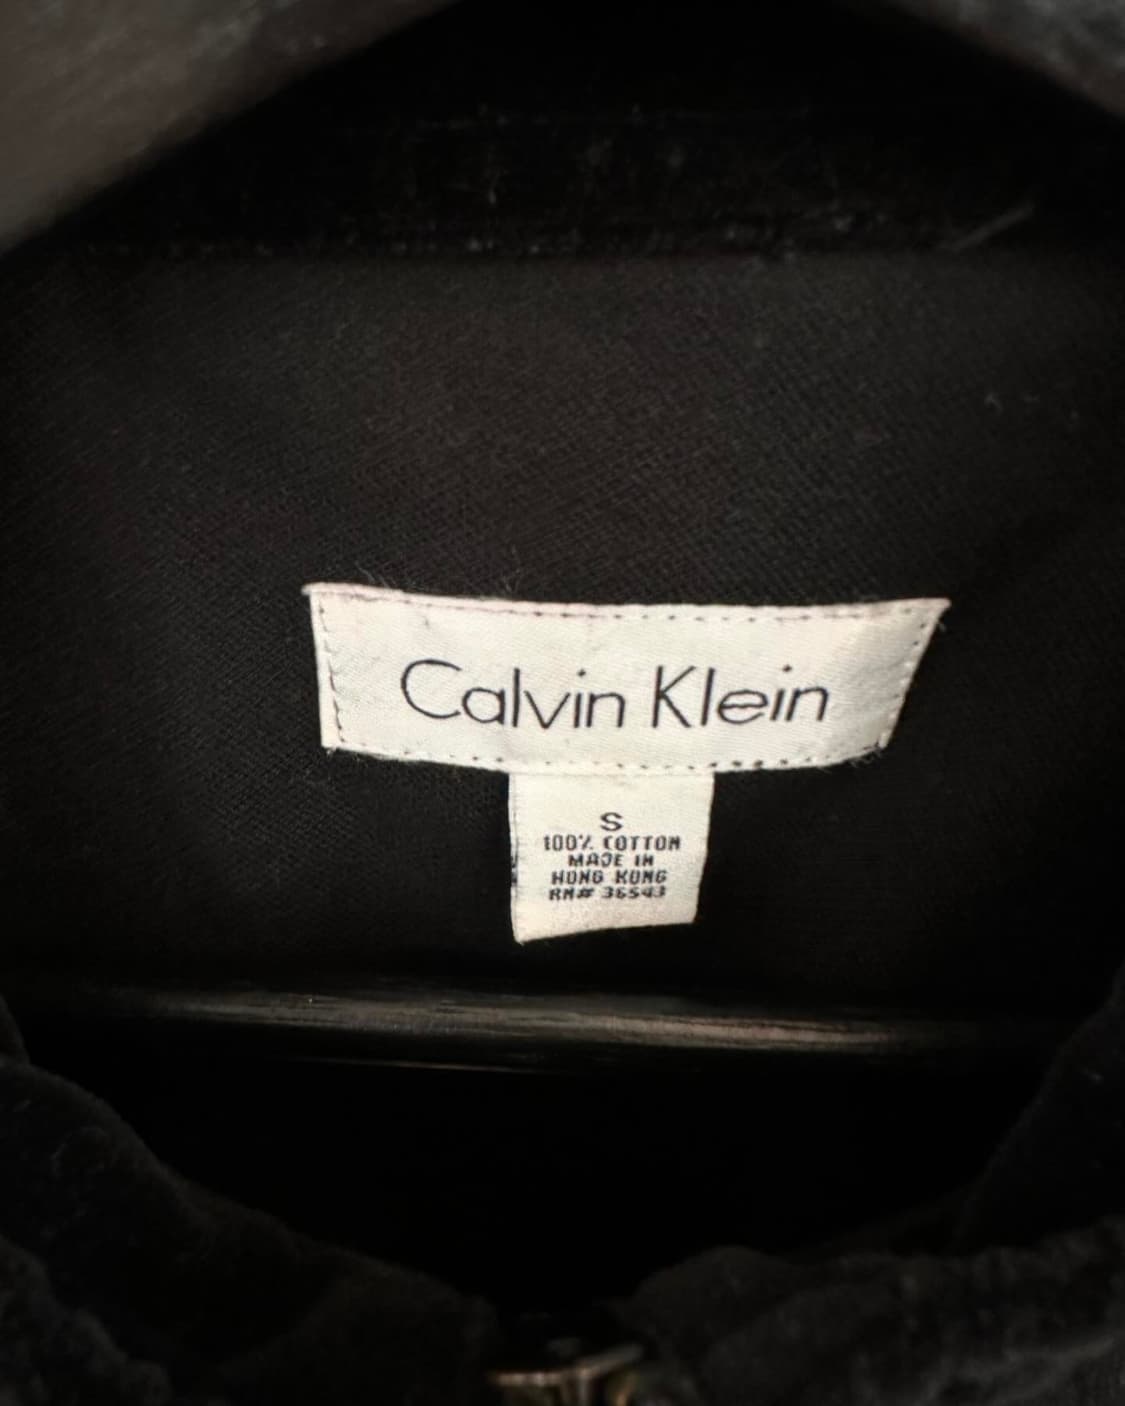 Calvin Klein
S
100% COTTON
MADE IN
HONG KONG
RN# 36543